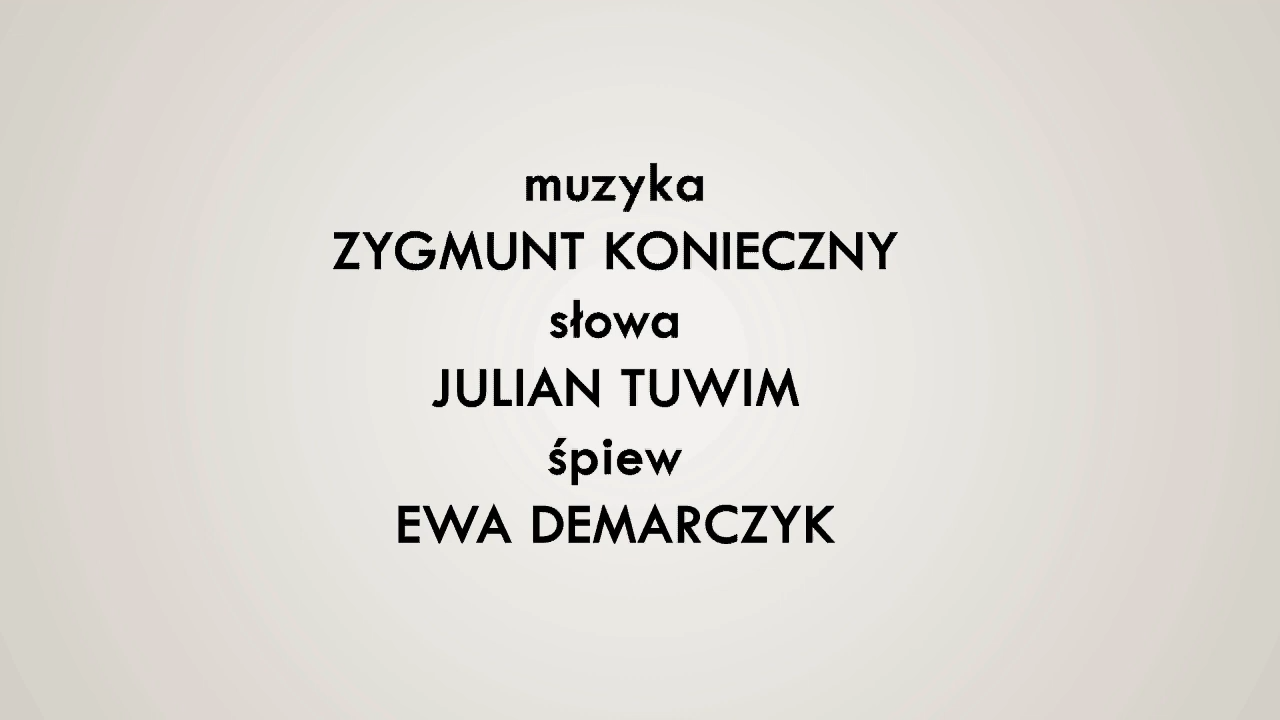 muzyka
ZYGMUNT KONIECZNY
słowa
JULIAN TUWIM
śpiew
EWA DEMARCZYK